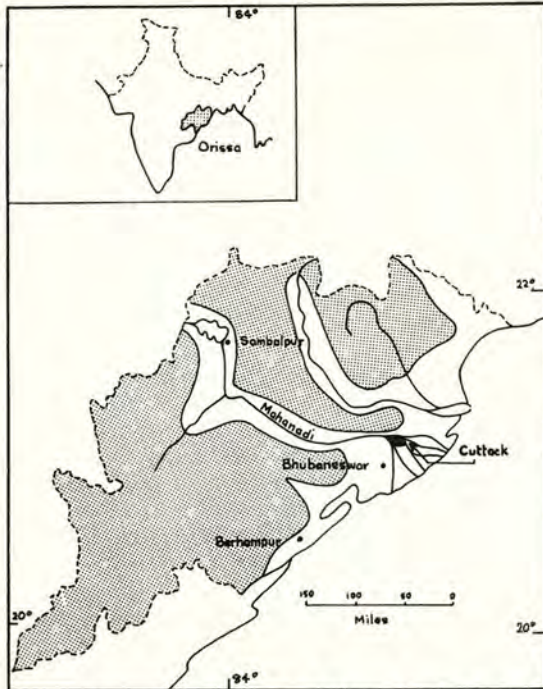 84°
Orissa
22°
Sambalpur
Mahanadi
Cuttack
Bhubaneswar
Berhampur
150 100 50 0
Miles
20°
20°
84°